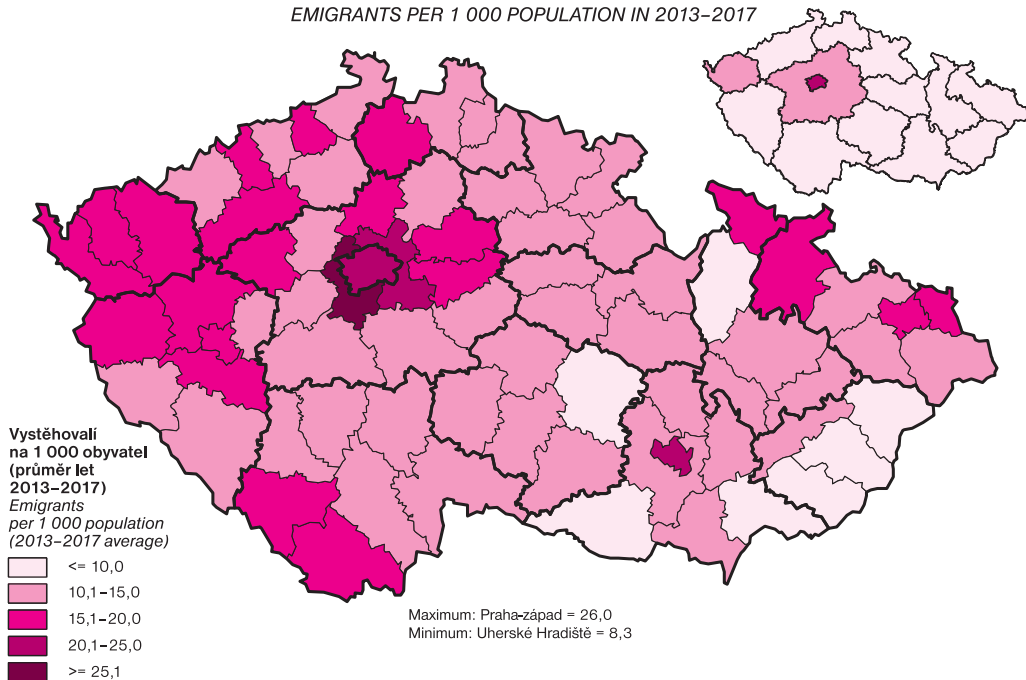 EMIGRANTS PER 1 000 POPULATION IN 2013–2017
Vystěhovalí
na 1 000 obyvatel
(průměr let
2013–2017)
Emigrants
per 1 000 population
(2013–2017 average)
<= 10,0
10,1–15,0
15,1–20,0
20,1–25,0
>= 25,1
Maximum: Praha-západ = 26,0
Minimum: Uherské Hradiště = 8,3